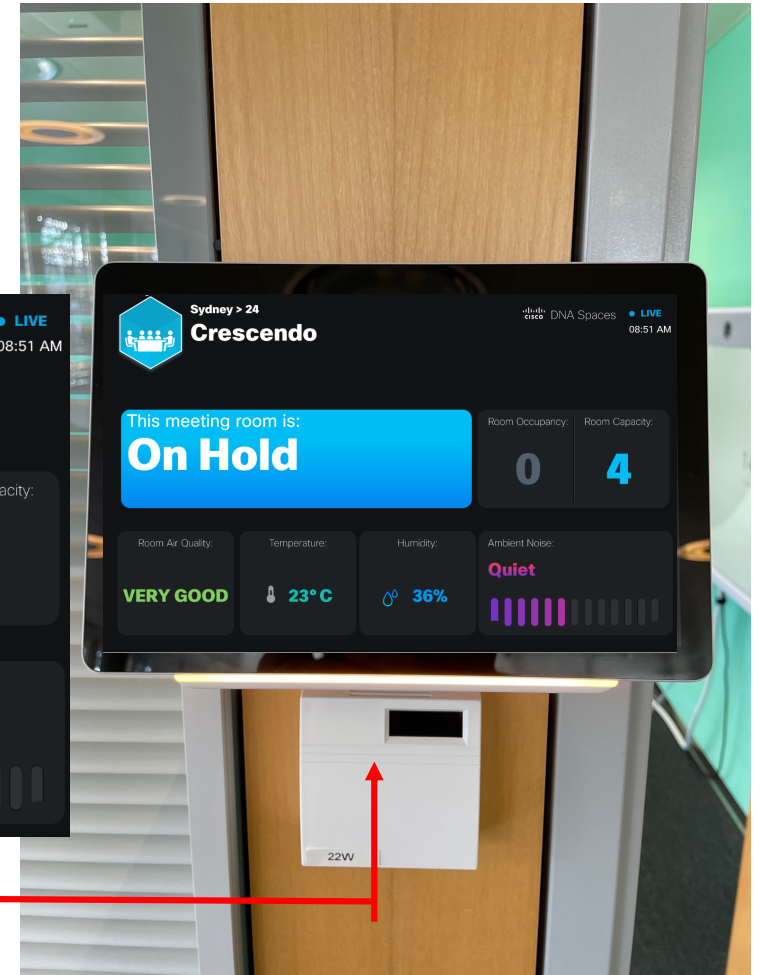 LIVE
08:51 AM
Sydney > 24
Crescendo
cisco DNA Spaces
LIVE
08:51 AM
This meeting room is:
On Hold
Room Occupancy:
Room Capacity:
0
4
acity:
Room Air Quality:
Temperature:
Humidity:
Ambient Noise:
Quiet
VERY GOOD
23° C
36%
22W